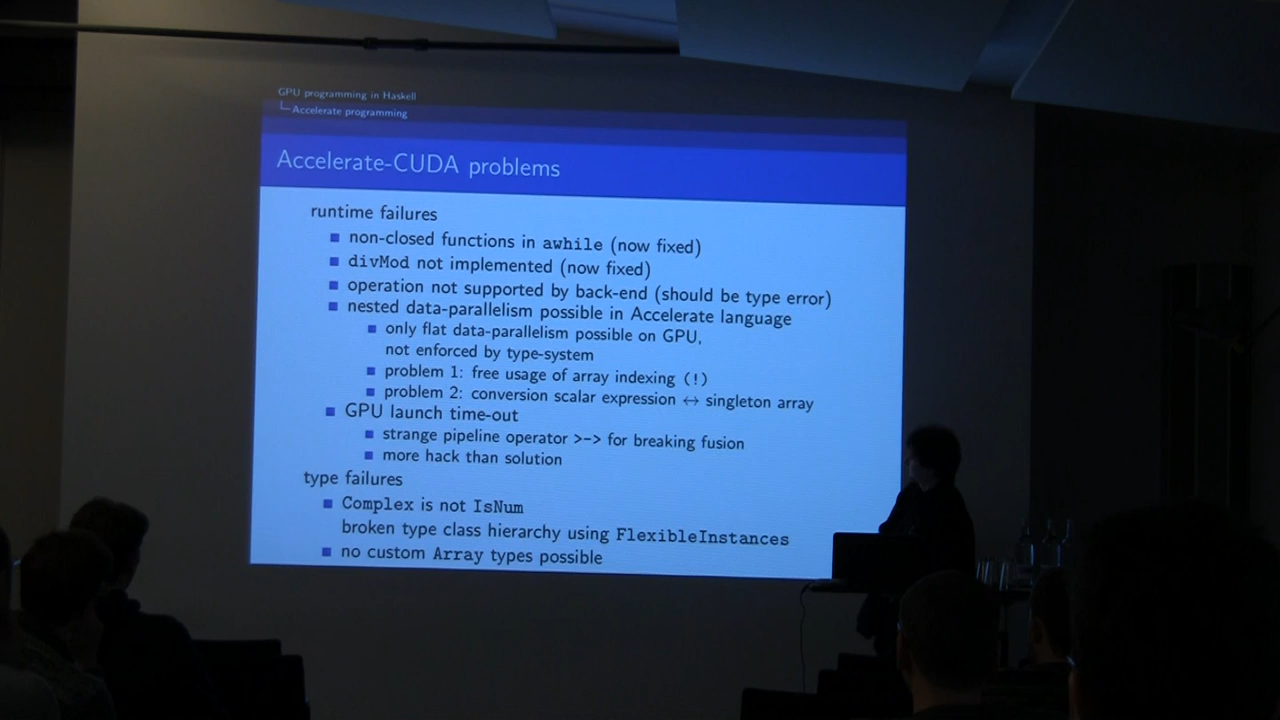 GPU programming in Haskell
Accelerate programming
Accelerate-CUDA problems
runtime failures
non-closed functions in awhile (now fixed)
divMod not implemented (now fixed)
operation not supported by back-end (should be type error)
nested data-parallelism possible in Accelerate language
only flat data-parallelism possible on GPU,
not enforced by type-system
problem 1: free usage of array indexing (!)
problem 2: conversion scalar expression ↔ singleton array
GPU launch time-out
strange pipeline operator >-> for breaking fusion
more hack than solution
type failures
Complex is not IsNum
broken type class hierarchy using FlexibleInstances
no custom Array types possible